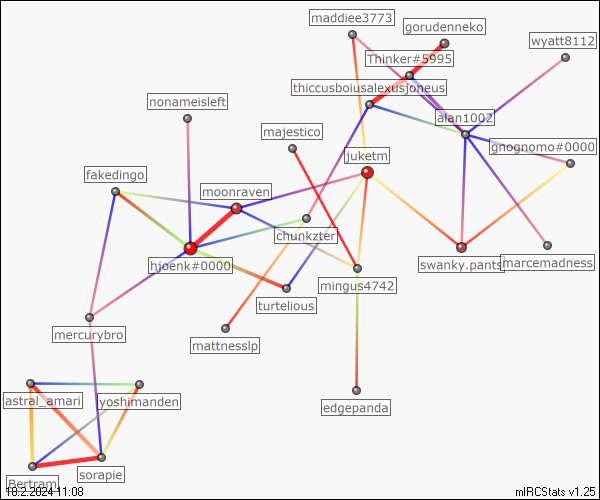 maddiee3773
gorudenneko
wyatt8112
Thinker#5995
thiccusboiusalexusjoneus
nonameisleft
alan1002
majestico
gnognomo#0000
juketm
fakedingo
moonraven
chunkzter
hjoenk#0000
swanky.pants
marcemadness
mingus4742
turtelious
mercurybro
mattnesslp
astral_amari
yoshimanden
edgepanda
sorapie
Bertram
10.2.2024 11:08
mIRCStats v1.25